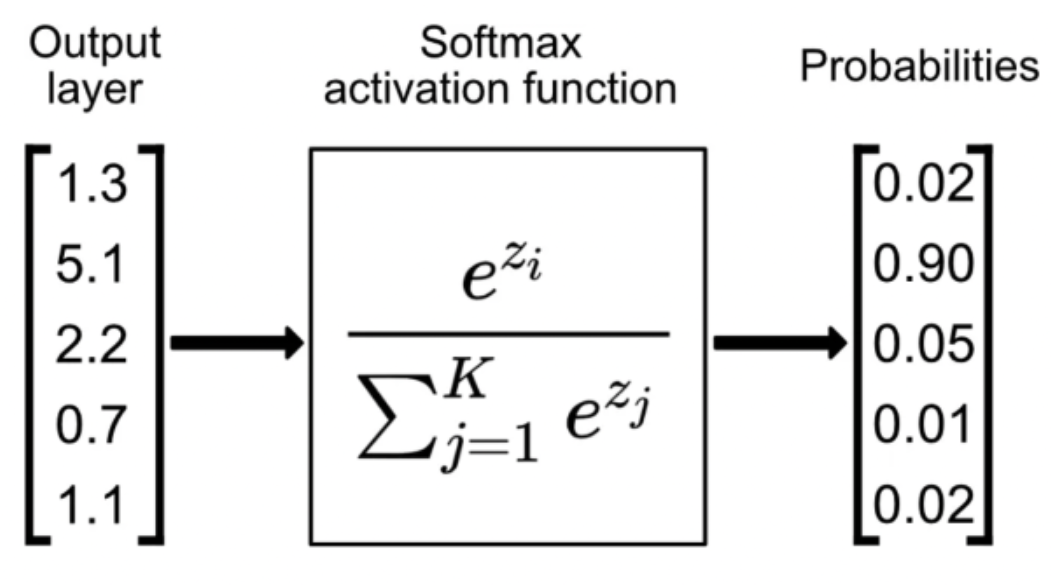 Output
layer
Softmax
activation function
Probabilities
1.3
5.1
2.2
0.7
1.1
e^{z_i}
\sum_{j=1}^{K} e^{z_j}
0.02
0.90
0.05
0.01
0.02